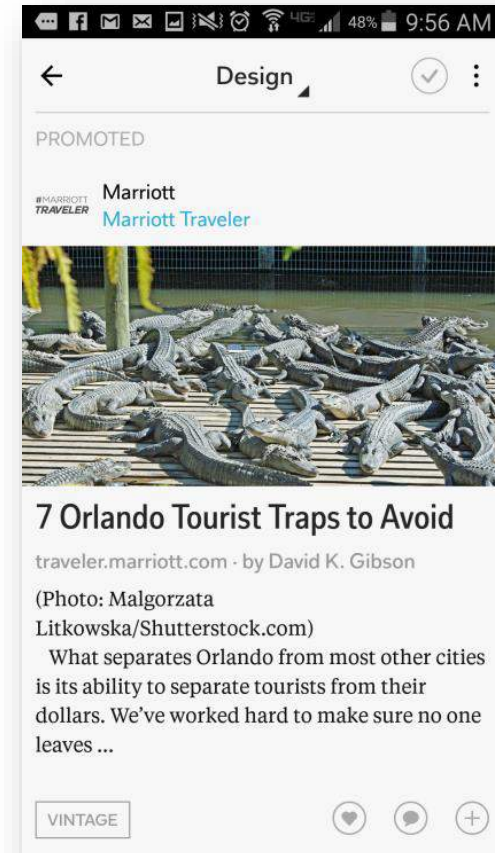 4G 48% 9:56 AM
Design
PROMOTED
#MARRIOTT
TRAVELER
Marriott
Marriott Traveler
7 Orlando Tourist Traps to Avoid
traveler.marriott.com · by David K. Gibson
(Photo: Malgorzata
Litkowska/Shutterstock.com)
What separates Orlando from most other cities
is its ability to separate tourists from their
dollars. We’ve worked hard to make sure no one
leaves ...
VINTAGE